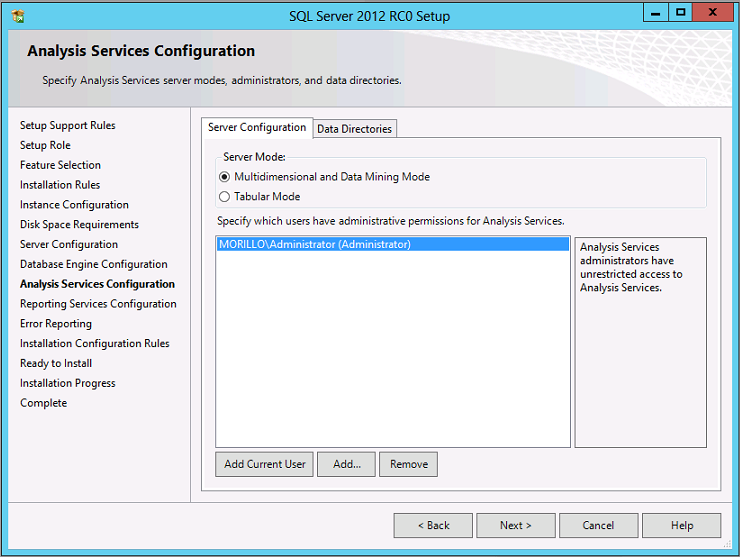 SQL Server 2012 RC0 Setup
Analysis Services Configuration
Specify Analysis Services server modes, administrators, and data directories.
Setup Support Rules
Setup Role
Feature Selection
Installation Rules
Instance Configuration
Disk Space Requirements
Server Configuration
Database Engine Configuration
Analysis Services Configuration
Reporting Services Configuration
Error Reporting
Installation Configuration Rules
Ready to Install
Installation Progress
Complete
Server Configuration
Data Directories
Server Mode:
Multidimensional and Data Mining Mode
Tabular Mode
Specify which users have administrative permissions for Analysis Services.
MORILLO\Administrator (Administrator)
Analysis Services
administrators have
unrestricted access to
Analysis Services.
Add Current User
Add...
Remove
< Back
Next >
Cancel
Help